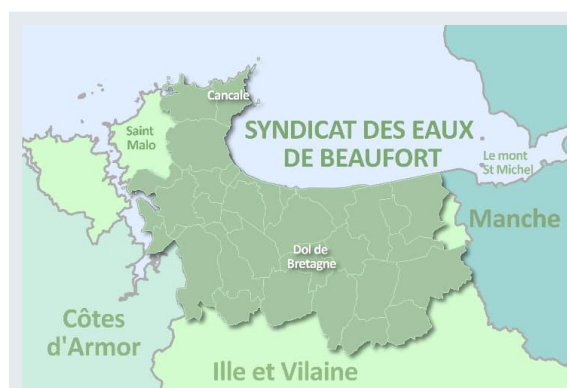 Cancale
Saint
Malo
SYNDICAT DES EAUX
DE BEAUFORT
Le mont
St Michel
Manche
Dol de
Bretagne
Côtes
d'Armor
Ille et Vilaine